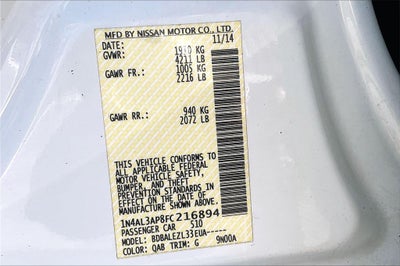 MFD BY NISSAN MOTOR CO., LTD.
DATE: 11/14
GVWR: 1910 KG
4211 LB
GAWR FR.: 1005 KG
2216 LB
GAWR RR.: 940 KG
2072 LB
THIS VEHICLE CONFORMS TO
ALL APPLICABLE FEDERAL
MOTOR VEHICLE SAFETY,
BUMPER, AND THEFT
PREVENTION STANDARDS IN
EFFECT ON THE DATE OF
MANUFACTURE SHOWN ABOVE.
1N4AL3AP8FC216894
PASSENGER CAR 510
MODEL: BDBALEZL33EUA-----
COLOR: QAB TRIM: G 9N00A